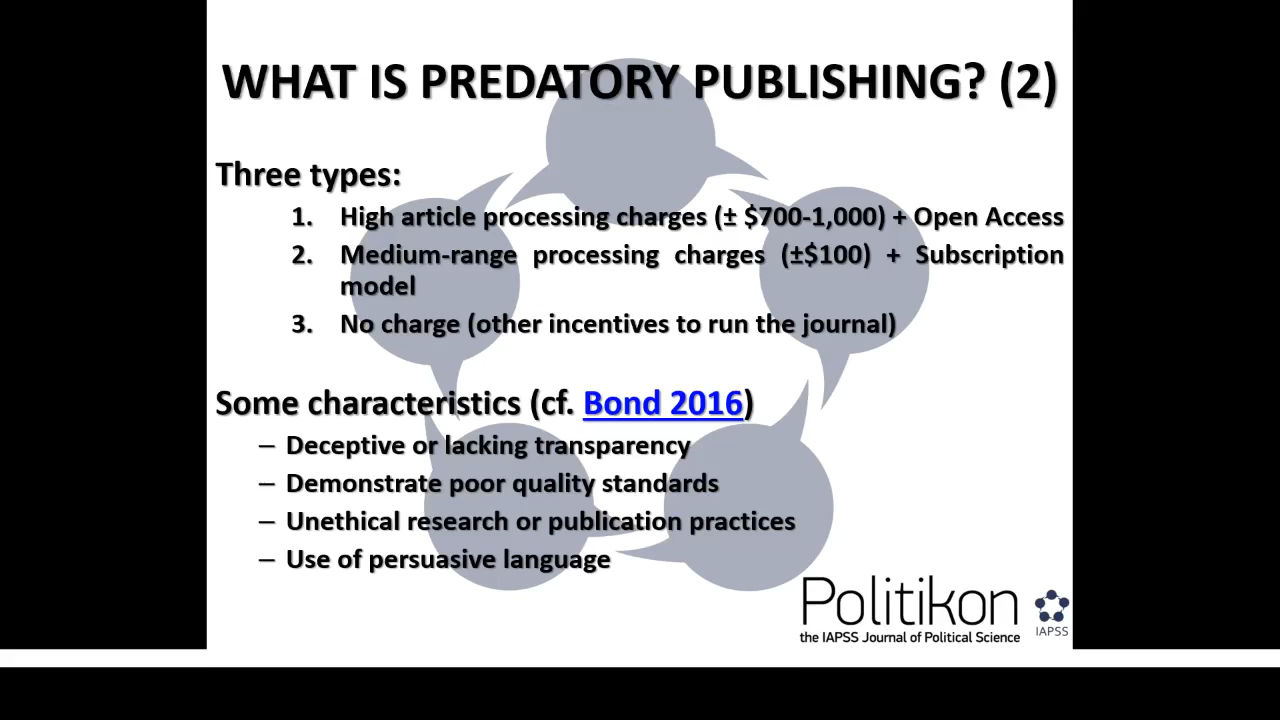 WHAT IS PREDATORY PUBLISHING? (2)
Three types:
1. High article processing charges (± $700-1,000) + Open Access
2. Medium-range processing charges (±$100) + Subscription
model
3. No charge (other incentives to run the journal)
Some characteristics (cf. Bond 2016)
– Deceptive or lacking transparency
– Demonstrate poor quality standards
– Unethical research or publication practices
– Use of persuasive language
Politikon
the IAPSS Journal of Political Science
IAPSS